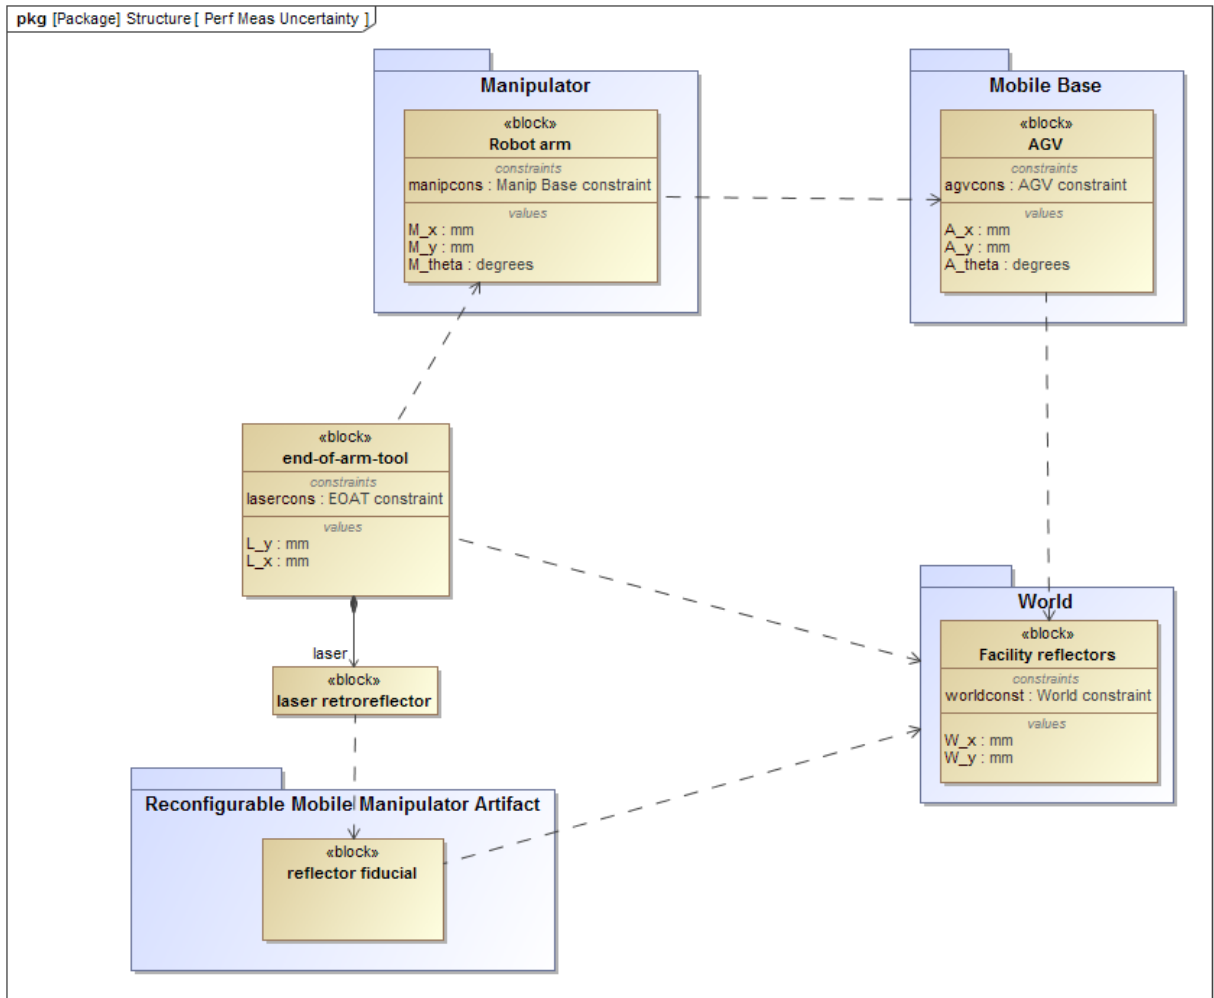 pkg [Package] Structure [ Perf Meas Uncertainty ]
Manipulator
«block»
Robot arm
constraints
manipcons : Manip Base constraint
values
M_x : mm
M_y : mm
M_theta : degrees
Mobile Base
«block»
AGV
constraints
agvcons : AGV constraint
values
A_x : mm
A_y : mm
A_theta : degrees
«block»
end-of-arm-tool
constraints
lasercons : EOAT constraint
values
L_y : mm
L_x : mm
laser
«block»
laser retroreflector
World
«block»
Facility reflectors
constraints
worldconst : World constraint
values
W_x : mm
W_y : mm
Reconfigurable Mobile Manipulator Artifact
«block»
reflector fiducial